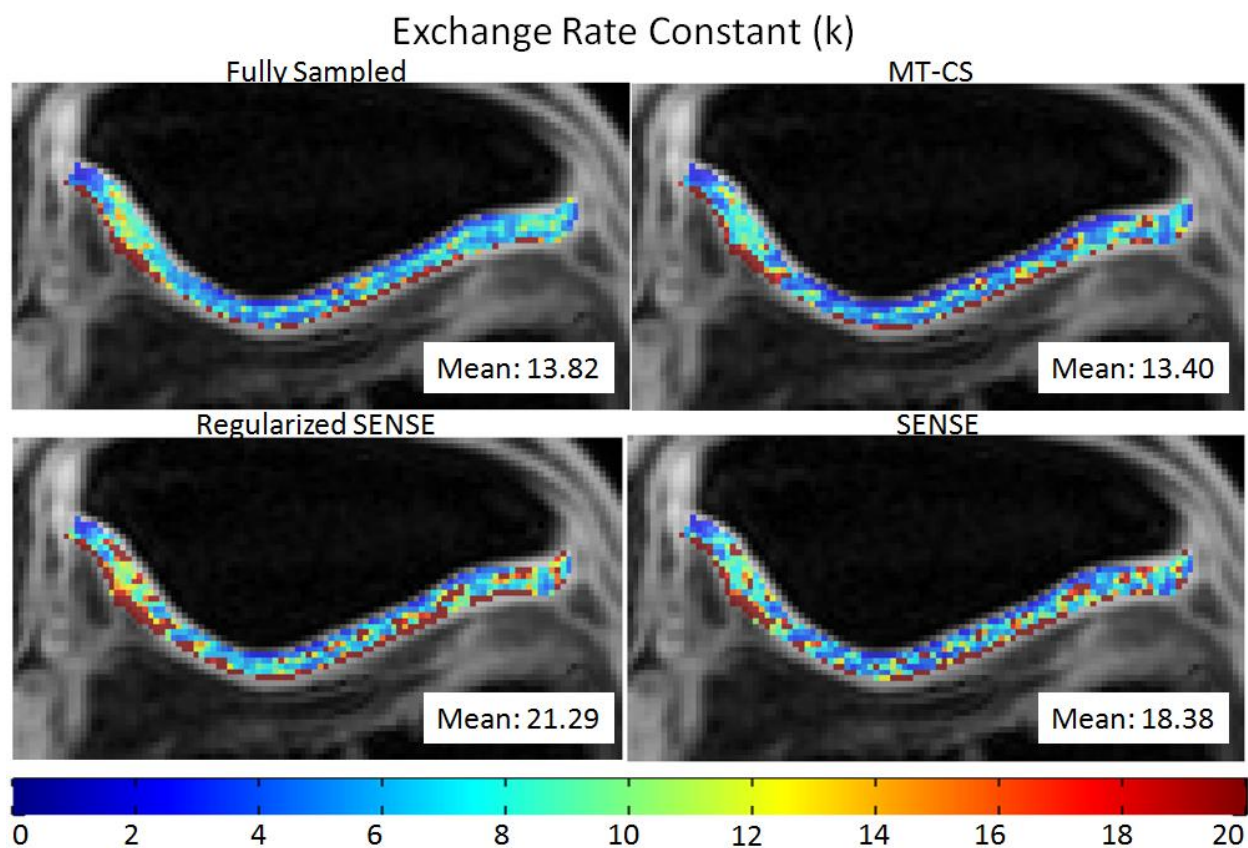 Exchange Rate Constant (k)
Fully Sampled
MT-CS
Mean: 13.82
Mean: 13.40
Regularized SENSE
SENSE
Mean: 21.29
Mean: 18.38
0 2 4 6 8 10 12 14 16 18 20